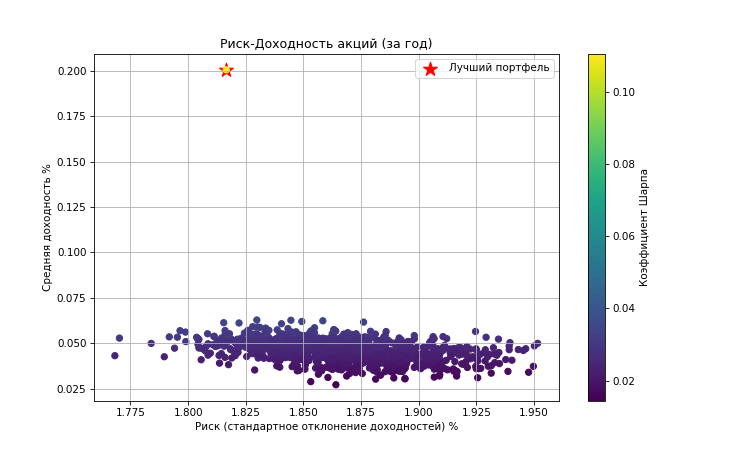 Риск-Доходность акций (за год)
Лучший портфель
Средняя доходность %
0.200
0.175
0.150
0.125
0.100
0.075
0.050
0.025
1.775 1.800 1.825 1.850 1.875 1.900 1.925 1.950
Риск (стандартное отклонение доходностей) %
0.10
0.08
0.06
0.04
0.02
Коэффициент Шарпа